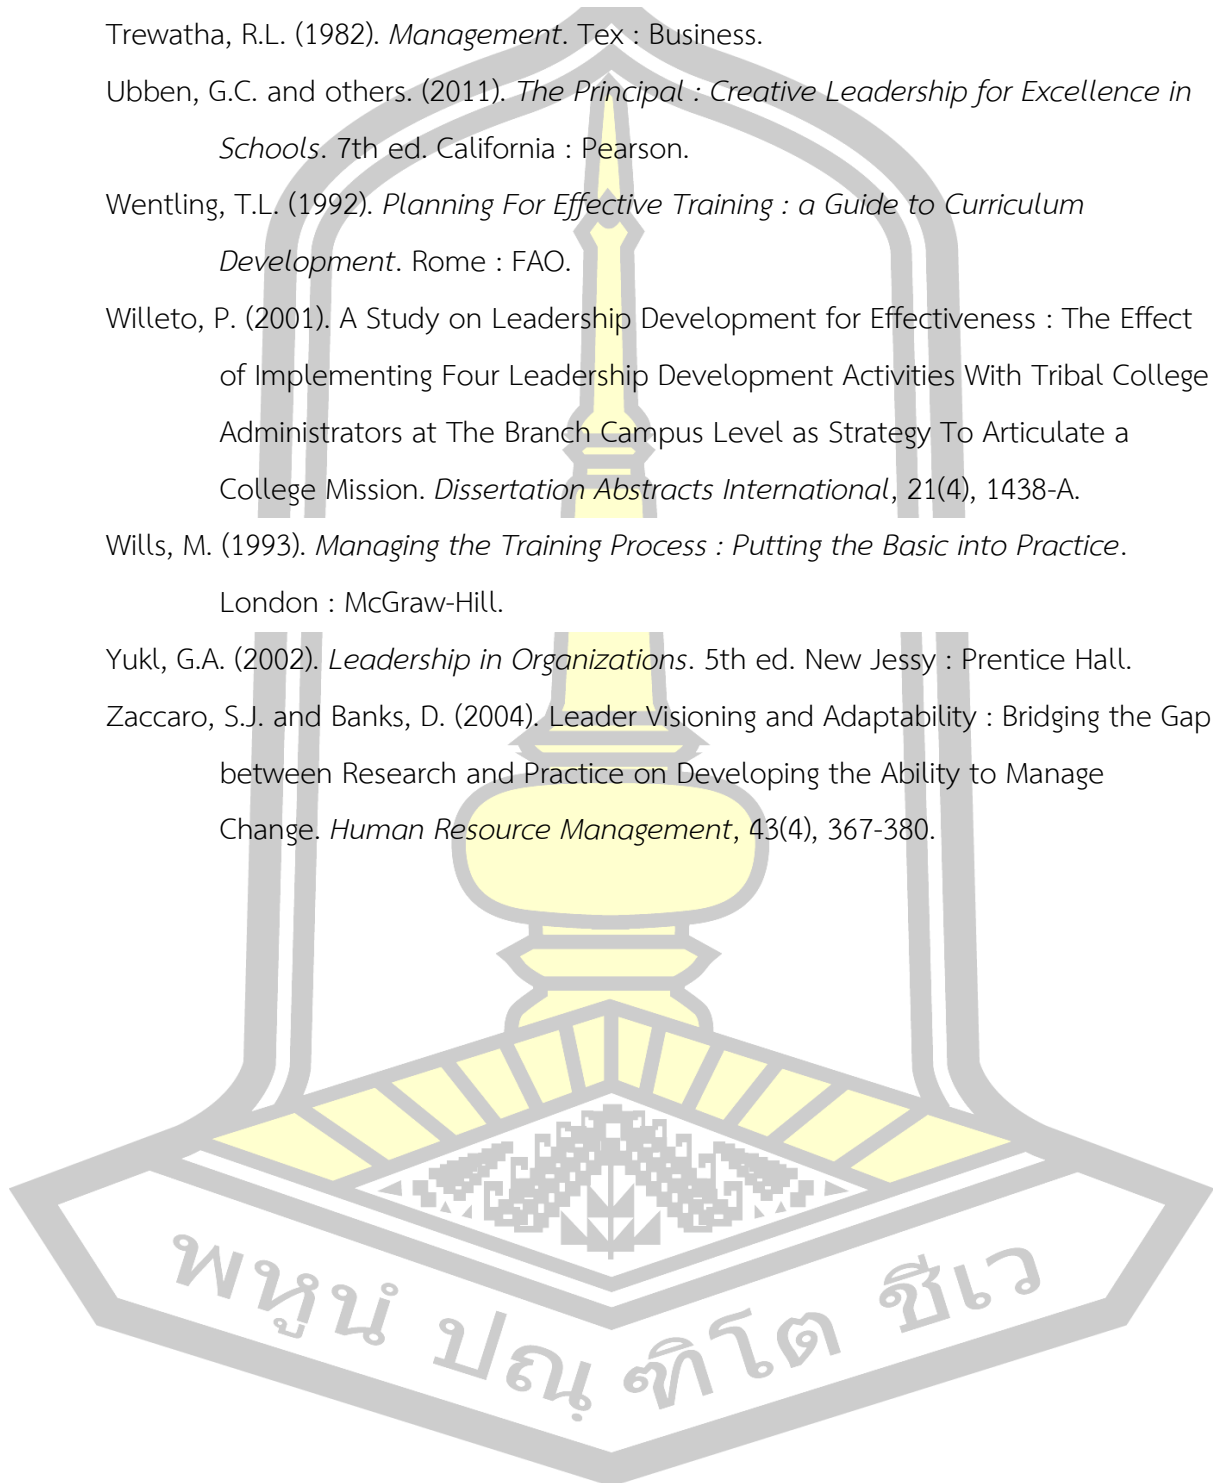 Trewatha, R.L. (1982). Management. Tex : Business.
Ubben, G.C. and others. (2011). The Principal : Creative Leadership for Excellence in
Schools. 7th ed. California : Pearson.
Wentling, T.L. (1992). Planning For Effective Training : a Guide to Curriculum
Development. Rome : FAO.
Willeto, P. (2001). A Study on Leadership Development for Effectiveness : The Effect
of Implementing Four Leadership Development Activities With Tribal College
Administrators at The Branch Campus Level as Strategy To Articulate a
College Mission. Dissertation Abstracts International, 21(4), 1438-A.
Wills, M. (1993). Managing the Training Process : Putting the Basic into Practice.
London : McGraw-Hill.
Yukl, G.A. (2002). Leadership in Organizations. 5th ed. New Jessy : Prentice Hall.
Zaccaro, S.J. and Banks, D. (2004). Leader Visioning and Adaptability : Bridging the Gap
between Research and Practice on Developing the Ability to Manage
Change. Human Resource Management, 43(4), 367-380.
พหูนํ ปณฺ ฑิโต ชีเว